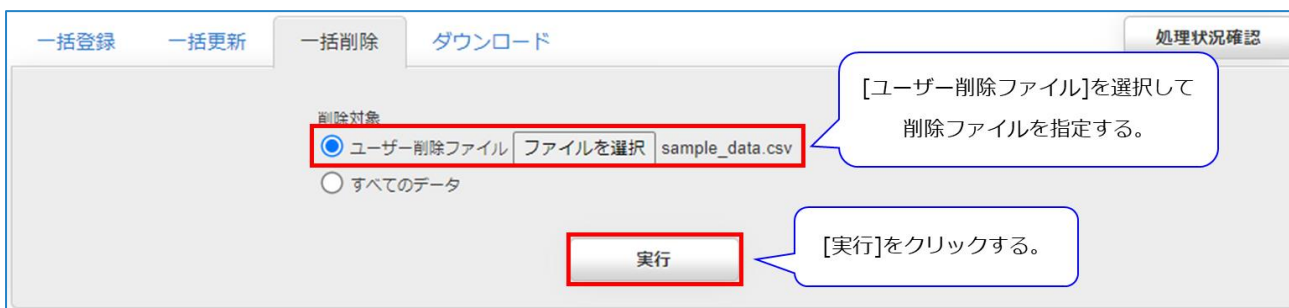 一括登録 一括更新 一括削除 ダウンロード 処理状況確認
[ユーザー削除ファイル]を選択して
削除ファイルを指定する。
削除対象
ユーザー削除ファイル ファイルを選択 sample_data.csv
すべてのデータ
実行
[実行]をクリックする。